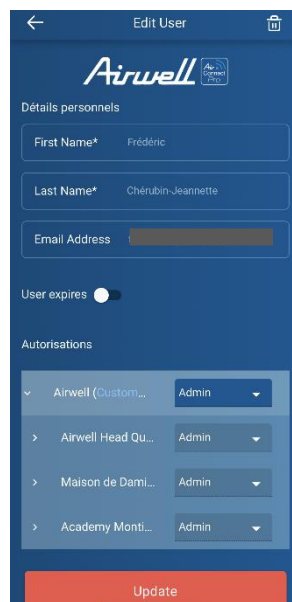 Edit User
Airwell Air Connect Pro
Détails personnels
First Name* Frédéric
Last Name* Chérubin-Jeannette
Email Address
User expires
Autorisations
Airwell (Custom... Admin
Airwell Head Qu... Admin
Maison de Dami... Admin
Academy Monti... Admin
Update